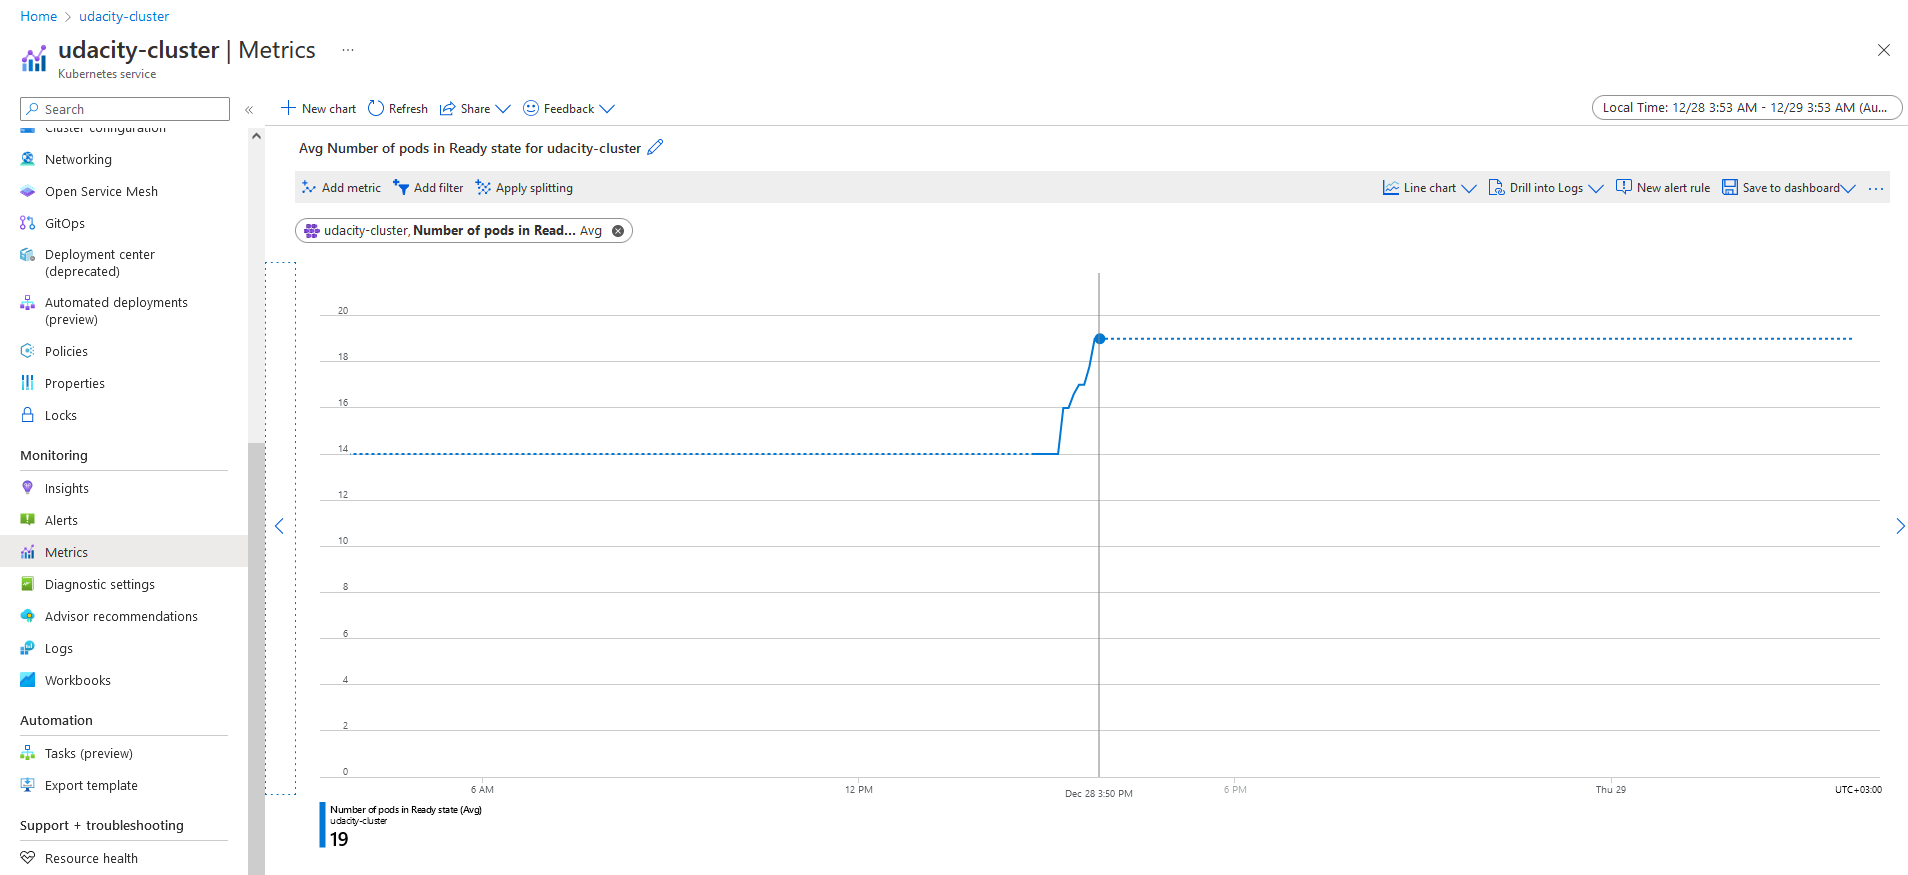 Home > udacity-cluster
udacity-cluster | Metrics ...
Kubernetes service
Search
«
Cluster configuration
Networking
Open Service Mesh
GitOps
Deployment center
(deprecated)
Automated deployments
(preview)
Policies
Properties
Locks
Monitoring
Insights
Alerts
Metrics
Diagnostic settings
Advisor recommendations
Logs
Workbooks
Automation
Tasks (preview)
Export template
Support + troubleshooting
Resource health
New chart Refresh Share Feedback
Local Time: 12/28 3:53 AM - 12/29 3:53 AM (Au...
Avg Number of pods in Ready state for udacity-cluster
Add metric Add filter Apply splitting
Line chart Drill into Logs New alert rule Save to dashboard ...
udacity-cluster, Number of pods in Read... Avg
20
18
16
14
12
10
8
6
4
2
0
6 AM 12 PM Dec 28 3:50 PM 6 PM Thu 29 UTC+03:00
Number of pods in Ready state (Avg)
udacity-cluster
19